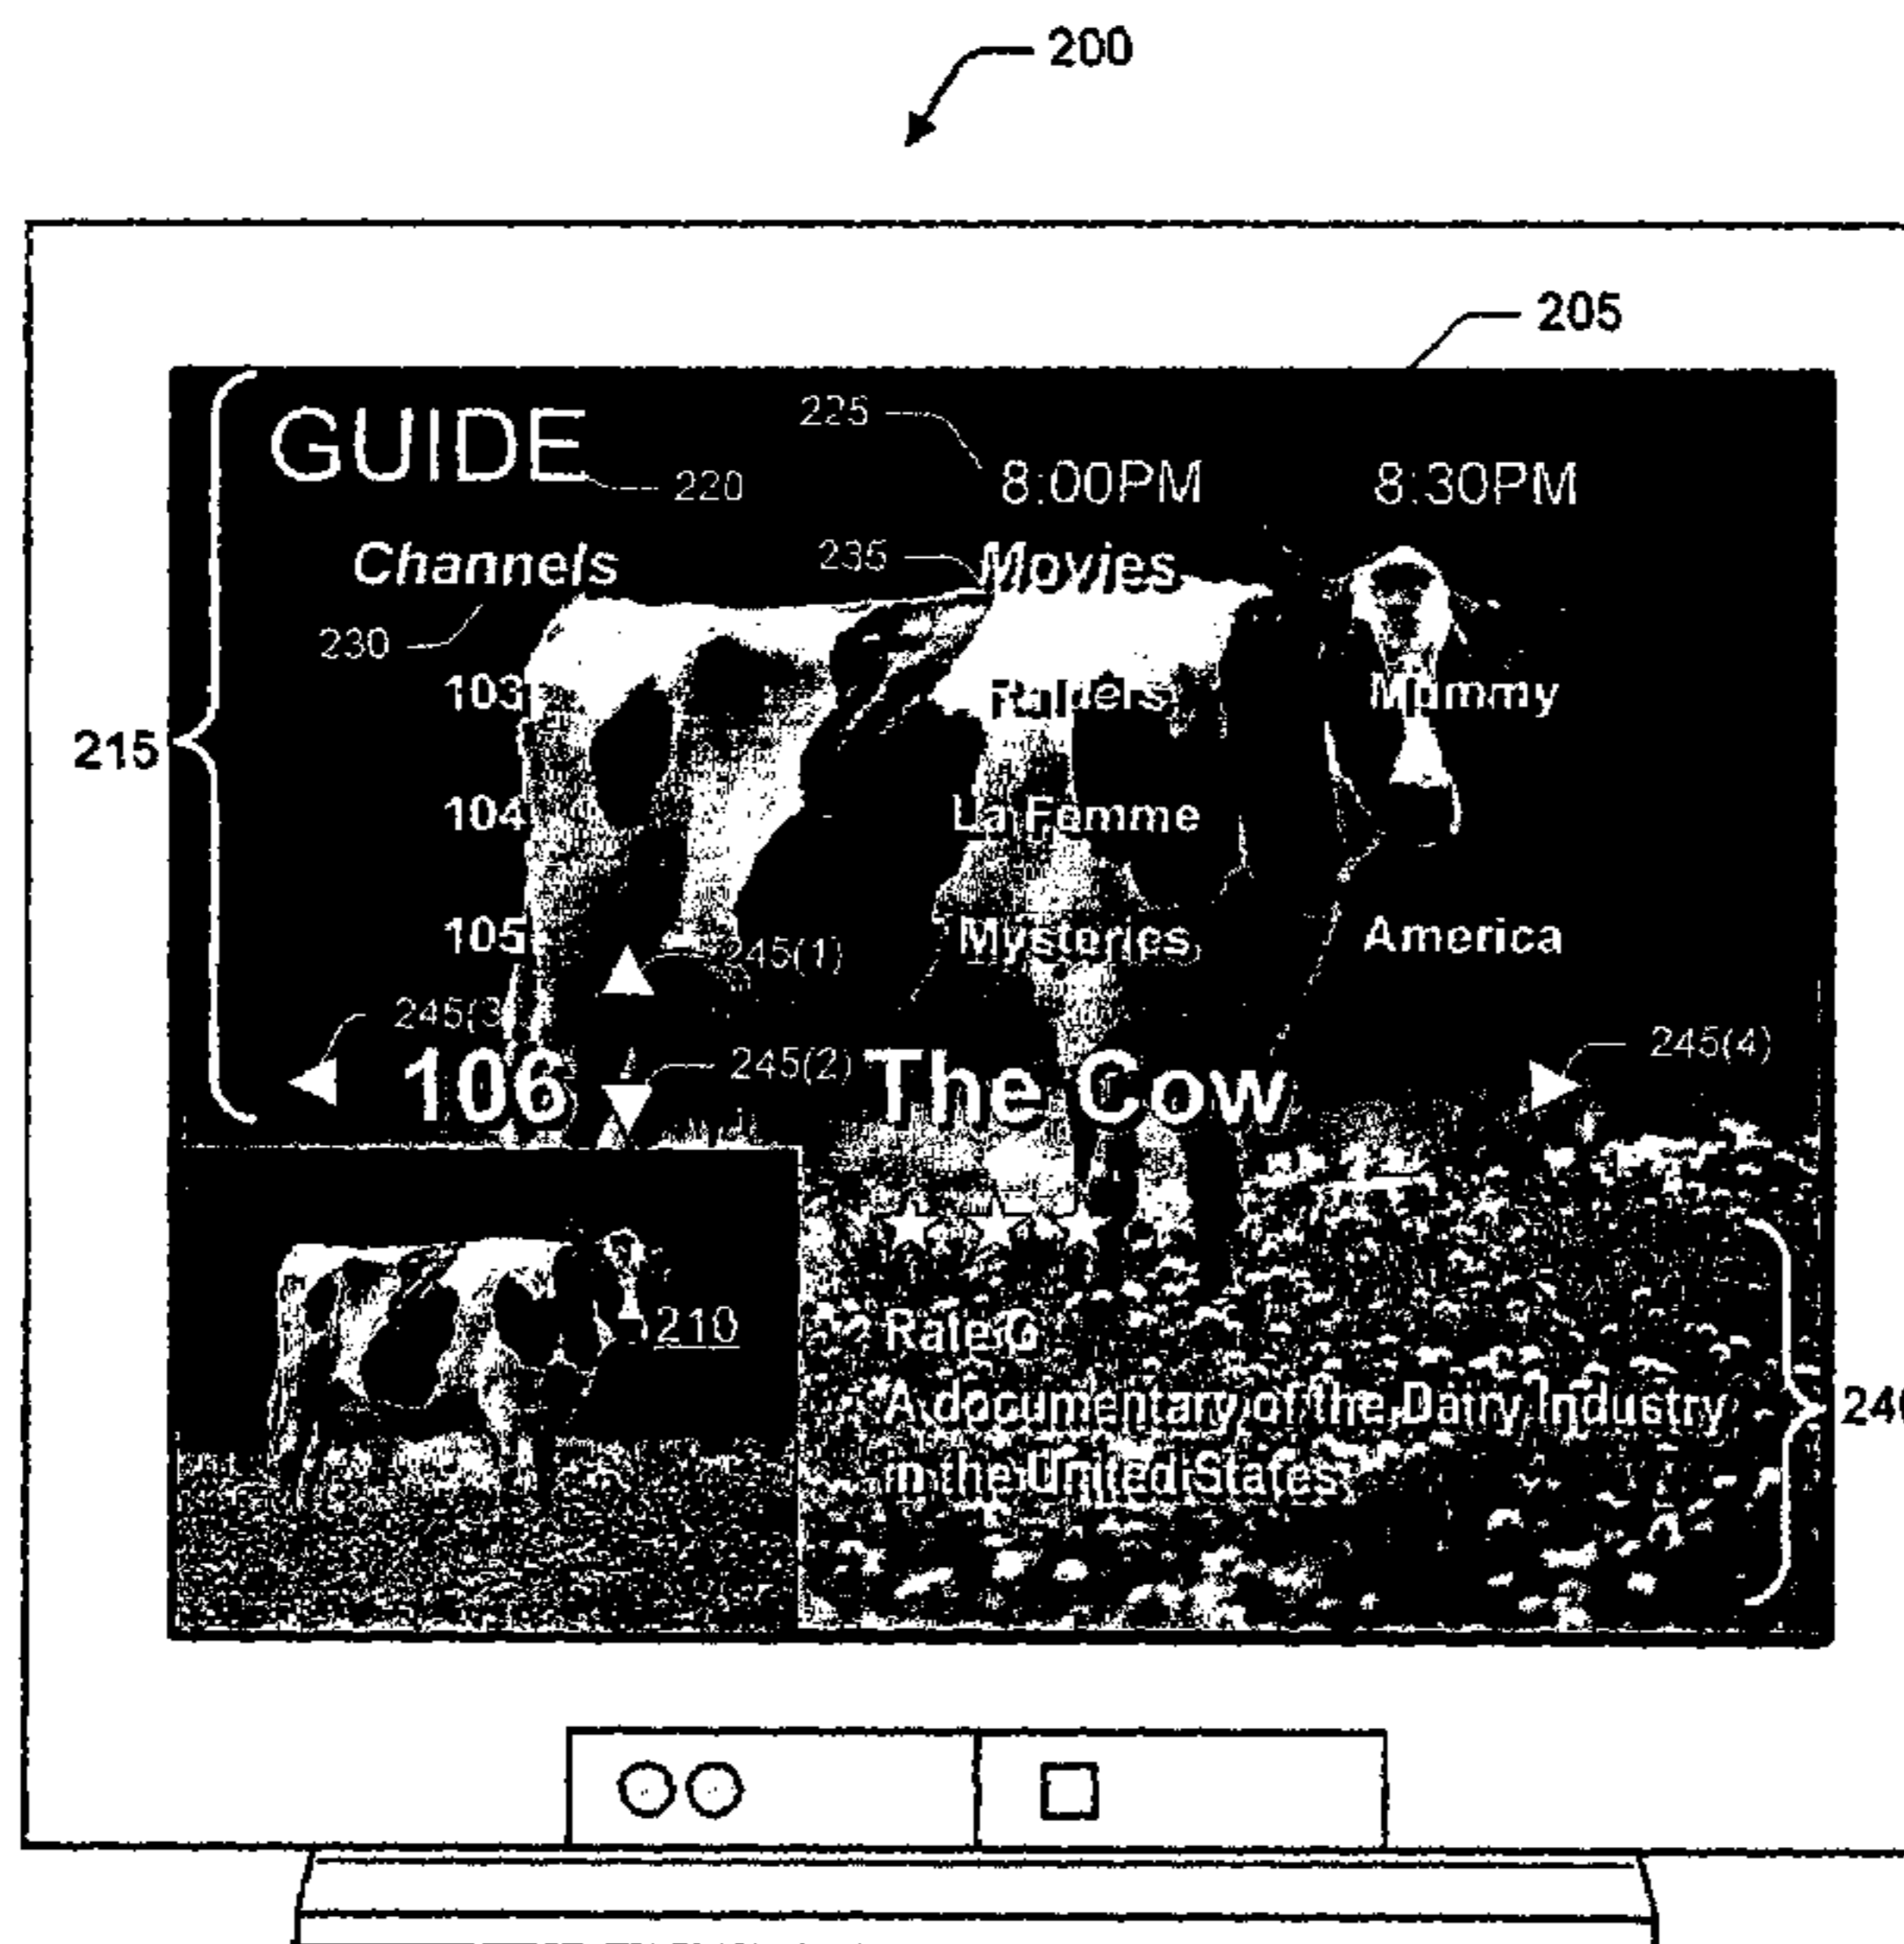 200
205
GUIDE
220
225
8:00PM 8:30PM
Channels
235
Movies
230
215
103 Raiders Mummy
104 La Femme
105 Mysteries America
245(1)
245(3
245(4)
106
245(2)
The Cow
210
Rate G
A documentary of the Dairy Industry
in the United States
240